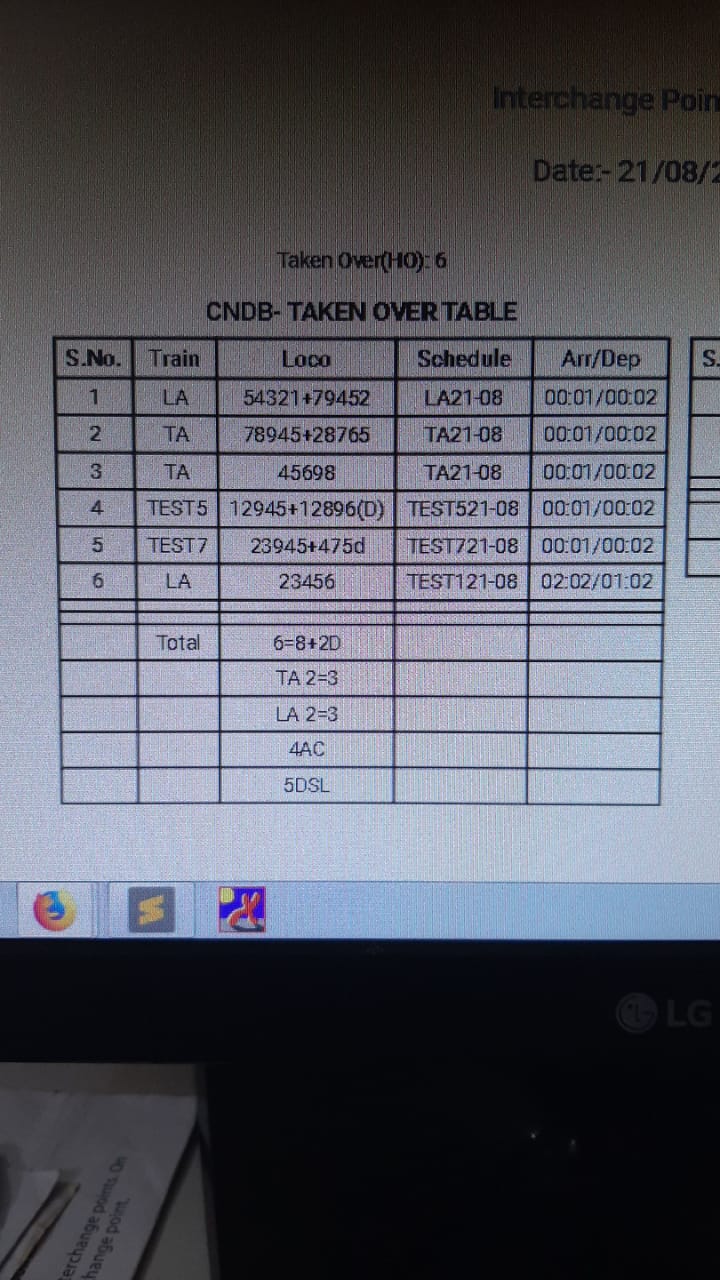 Interchange Poin
Date:- 21/08/2
Taken Over(HO): 6
CNDB- TAKEN OVER TABLE
S.No. Train Loco Schedule Arr/Dep
1 LA 54321+79452 LA21-08 00:01/00:02
2 TA 78945+28765 TA21-08 00:01/00:02
3 TA 45698 TA21-08 00:01/00:02
4 TEST5 12945+12896(D) TEST521-08 00:01/00:02
5 TEST7 23945+475d TEST721-08 00:01/00:02
6 LA 23456 TEST121-08 02:02/01:02
Total 6=8+2D
TA 2=3
LA 2=3
4AC
5DSL
S.
LG
terchange points. On
hange point.